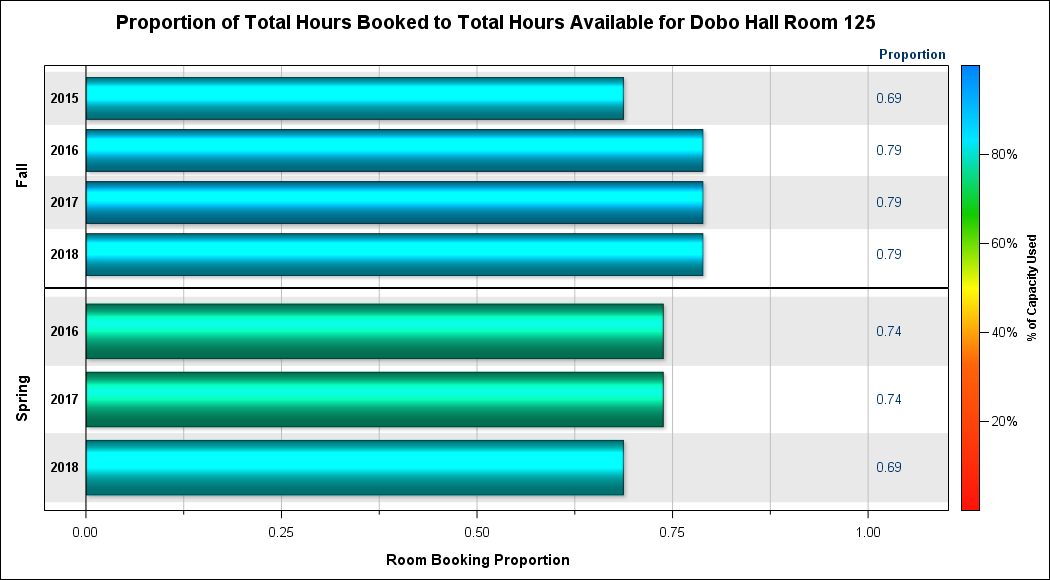 Proportion of Total Hours Booked to Total Hours Available for Dobo Hall Room 125
Proportion
Fall
2015 0.69
2016 0.79
2017 0.79
2018 0.79
Spring
2016 0.74
2017 0.74
2018 0.69
0.00 0.25 0.50 0.75 1.00
Room Booking Proportion
80%
60%
40%
20%
% of Capacity Used